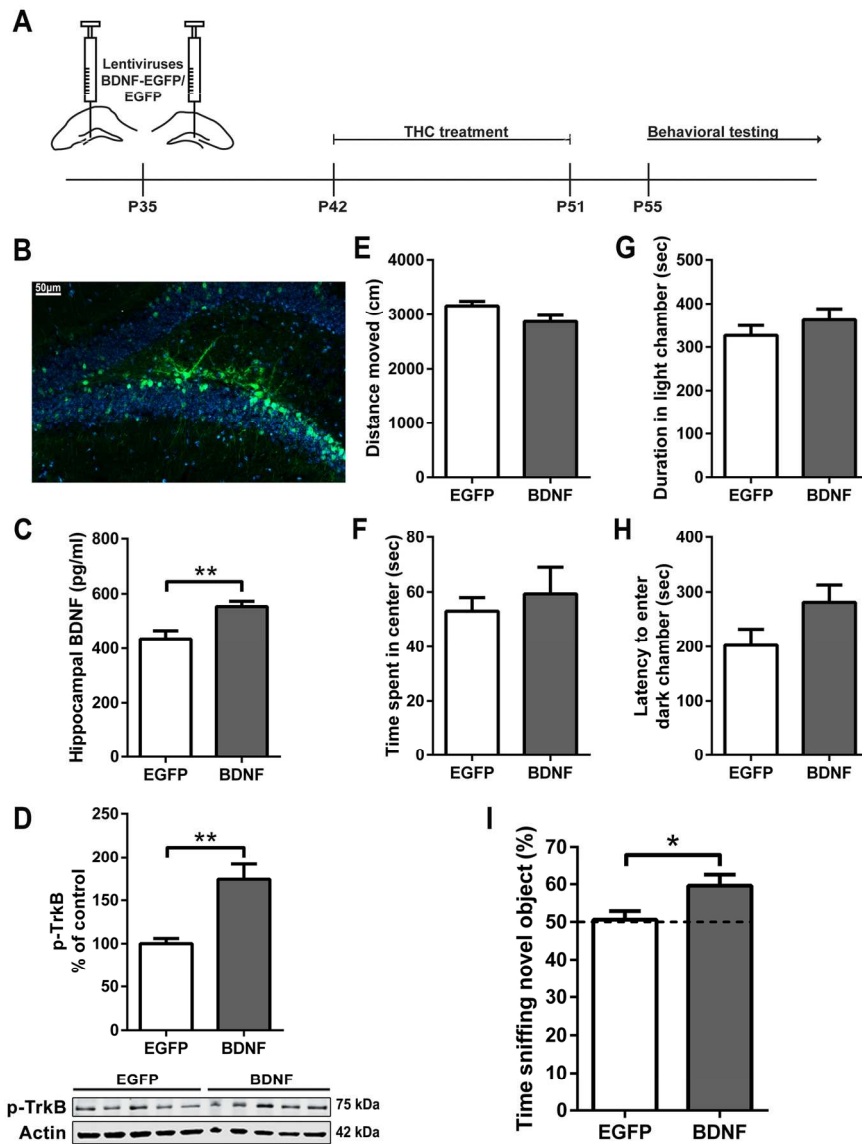 A
Lentiviruses
BDNF-EGFP/
EGFP
THC treatment
Behavioral testing
P35
P42
P51
P55
B
50µm
C
Hippocampal BDNF (pg/ml)
800
600
400
200
0
**
EGFP
BDNF
D
p-TrkB
% of control
250
200
150
100
50
0
**
EGFP
BDNF
EGFP
BDNF
p-TrkB
75 kDa
Actin
42 kDa
E
Distance moved (cm)
4000
3000
2000
1000
0
EGFP
BDNF
F
Time spent in center (sec)
80
60
40
20
0
EGFP
BDNF
G
Duration in light chamber (sec)
500
400
300
200
100
0
EGFP
BDNF
H
Latency to enter
dark chamber (sec)
400
300
200
100
0
EGFP
BDNF
I
Time sniffing novel object (%)
70
60
50
40
30
20
10
0
*
EGFP
BDNF